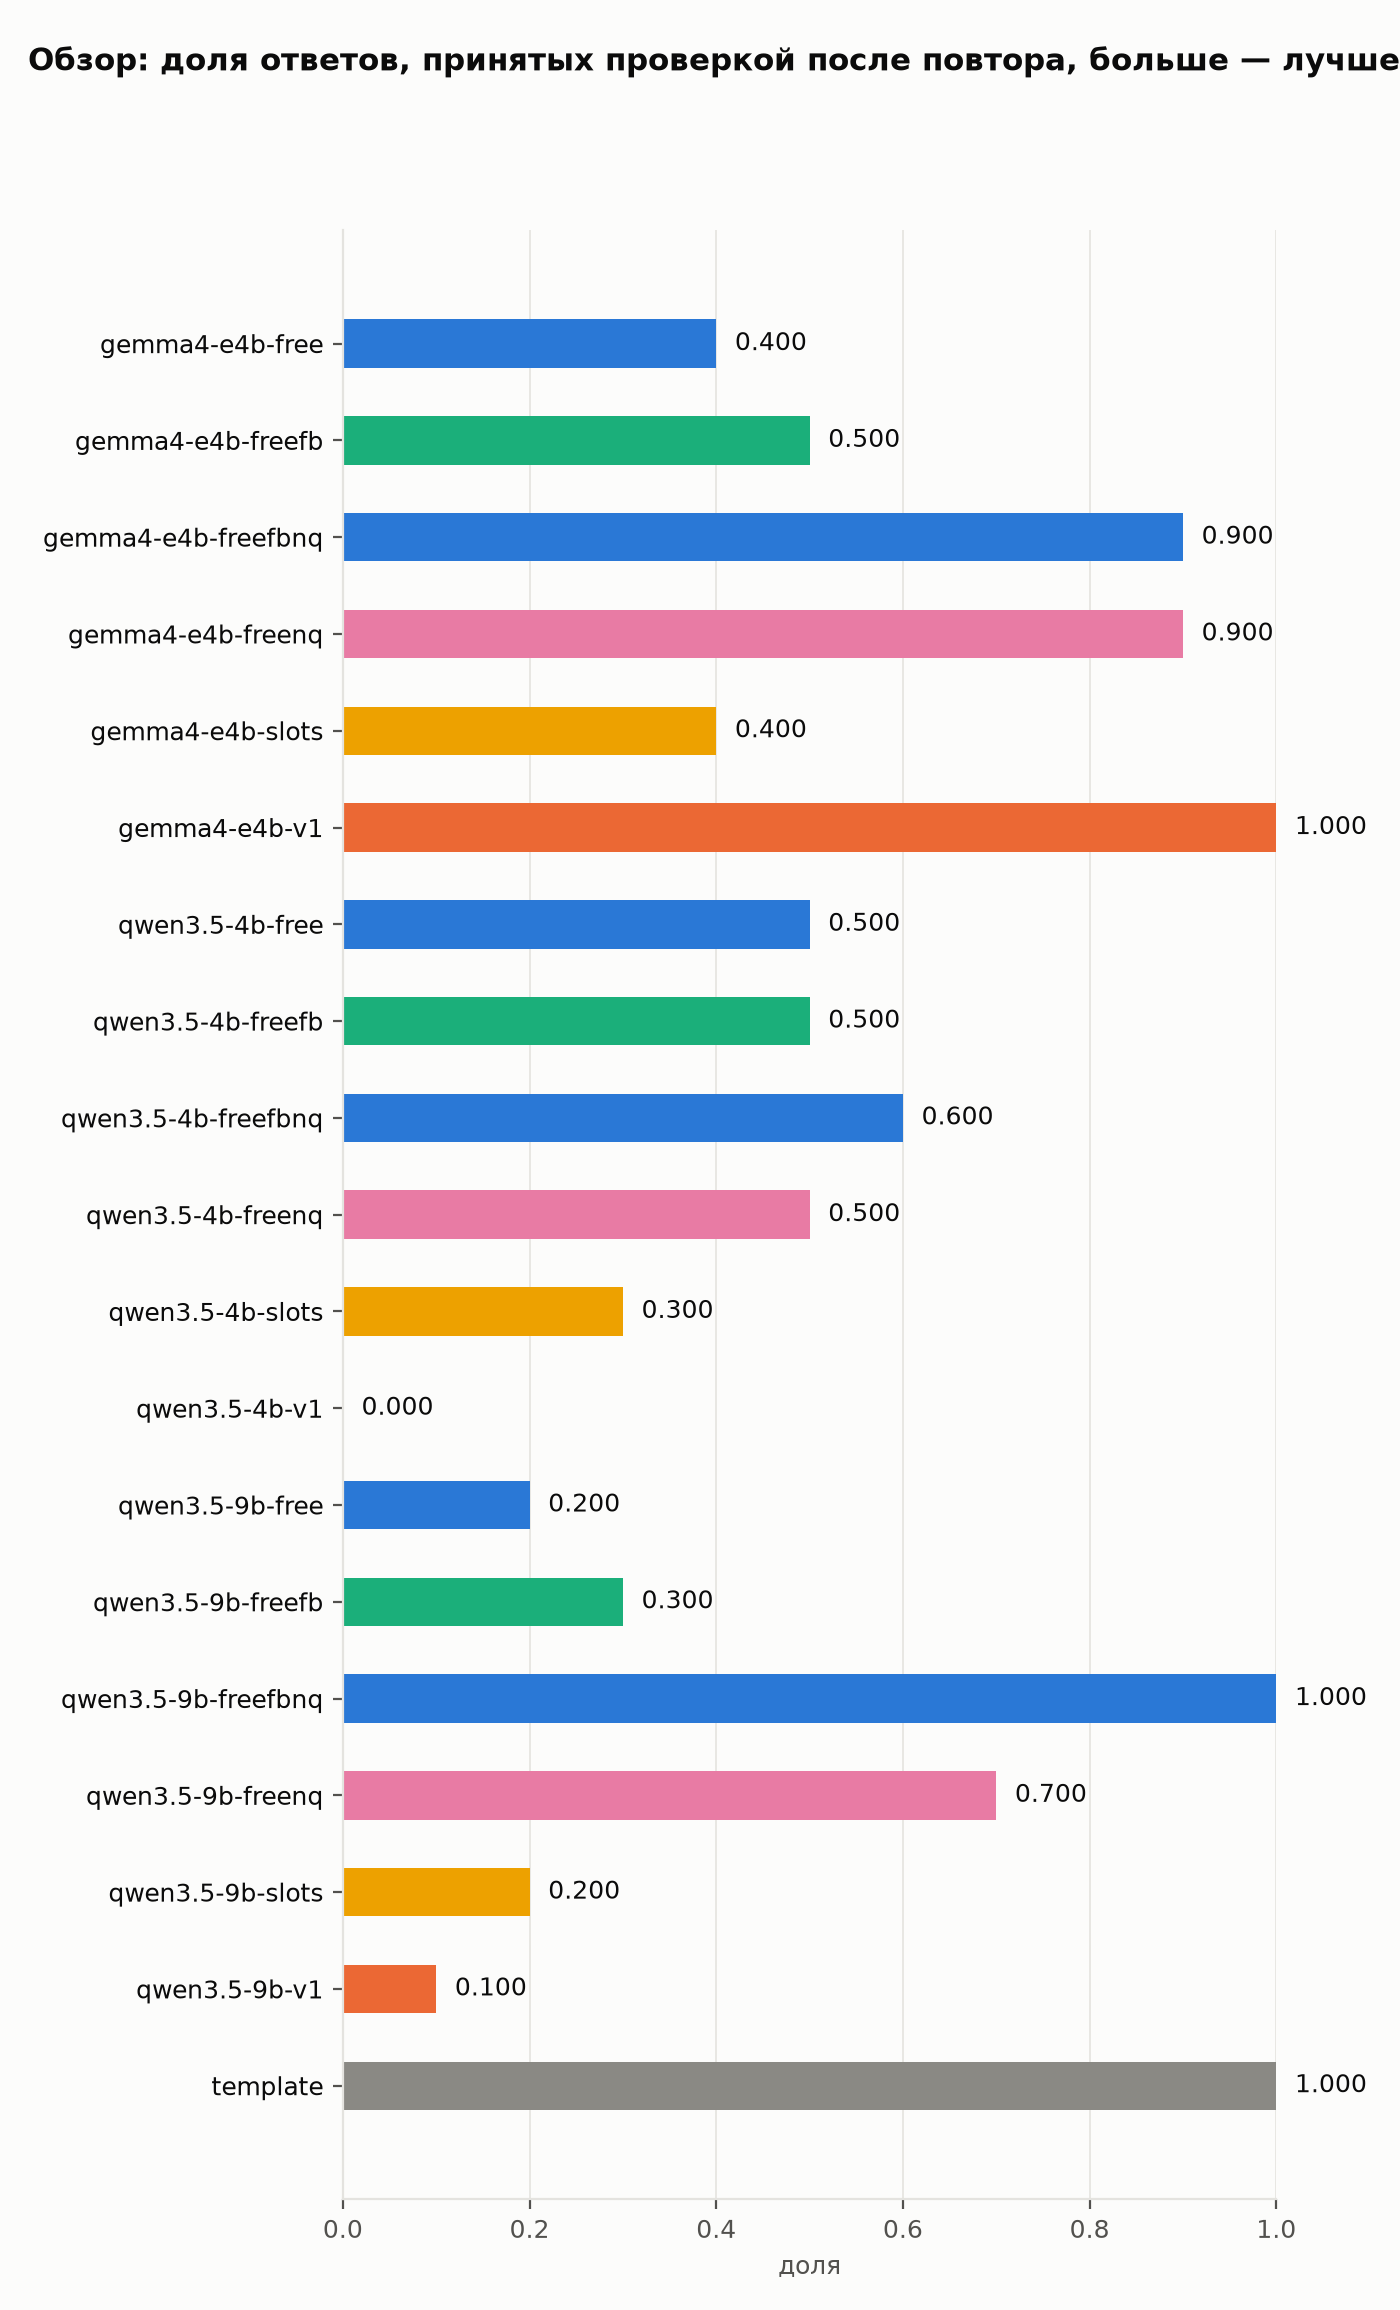 Обзор: доля ответов, принятых проверкой после повтора, больше — лучше
gemma4-e4b-free 0.400
gemma4-e4b-freefb 0.500
gemma4-e4b-freefbnq 0.900
gemma4-e4b-freenq 0.900
gemma4-e4b-slots 0.400
gemma4-e4b-v1 1.000
qwen3.5-4b-free 0.500
qwen3.5-4b-freefb 0.500
qwen3.5-4b-freefbnq 0.600
qwen3.5-4b-freenq 0.500
qwen3.5-4b-slots 0.300
qwen3.5-4b-v1 0.000
qwen3.5-9b-free 0.200
qwen3.5-9b-freefb 0.300
qwen3.5-9b-freefbnq 1.000
qwen3.5-9b-freenq 0.700
qwen3.5-9b-slots 0.200
qwen3.5-9b-v1 0.100
template 1.000
0.0 0.2 0.4 0.6 0.8 1.0
доля